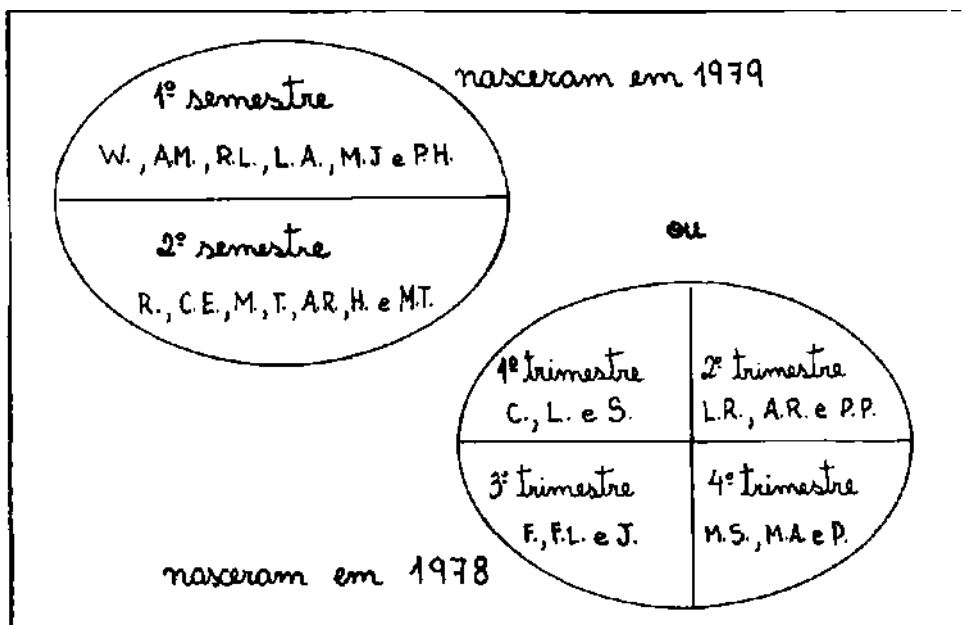 nasceram em 1979
1º semestre
W., A.M., R.L., L.A., M.J e P.H.
2º semestre
R., C.E., M., T., A.R., H. e M.T.
ou
1º trimestre
C., L. e S.
2º trimestre
L.R., A.R. e P.P.
3º trimestre
F., F.L. e J.
4º trimestre
M.S., M.A e P.
nasceram em 1978